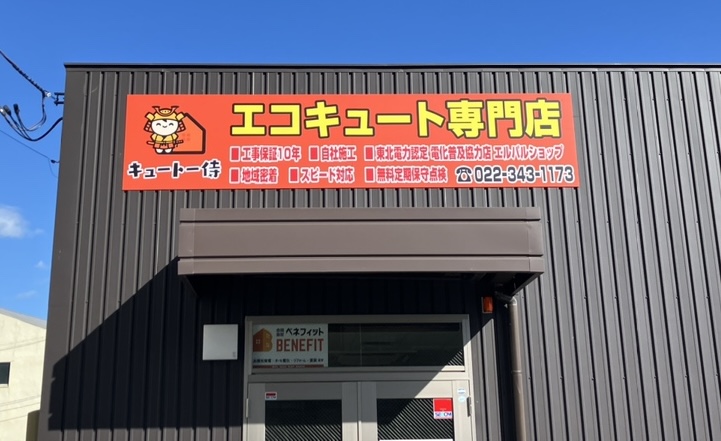 エコキュート専門店
■工事保証10年 ■自社施工 ■東北電力認定 電化普及協力店 エルパルショップ
■地域密着 ■スピード対応 ■無料定期保守点検 ☎022-343-1173
キュート一侍
ベネフィット
BENEFIT